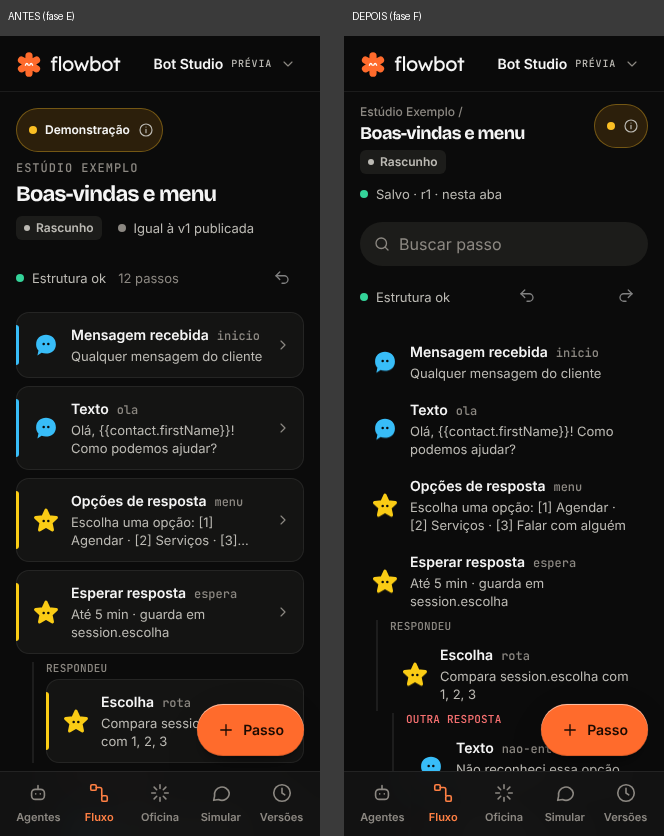 ANTES (fase E)
flowbot
Bot Studio PRÉVIA
Demonstração
ESTÚDIO EXEMPLO
Boas-vindas e menu
Rascunho
Igual à v1 publicada
Estrutura ok 12 passos
Mensagem recebida inicio
Qualquer mensagem do cliente
Texto ola
Olá, {{contact.firstName}}!
Como podemos ajudar?
Opções de resposta menu
Escolha uma opção: [1]
Agendar · [2] Serviços · [3]...
Esperar resposta espera
Até 5 min · guarda em
session.escolha
RESPONDEU
Escolha rota
Compara
com 1, 2, 3
Passo
Agentes
Fluxo
Oficina
Simular
Versões
DEPOIS (fase F)
flowbot
Bot Studio PRÉVIA
Estúdio Exemplo /
Boas-vindas e menu
Rascunho
Salvo · r1 · nesta aba
Buscar passo
Estrutura ok
Mensagem recebida inicio
Qualquer mensagem do cliente
Texto ola
Olá, {{contact.firstName}}! Como
podemos ajudar?
Opções de resposta menu
Escolha uma opção: [1] Agendar ·
[2] Serviços · [3] Falar com alguém
Esperar resposta espera
Até 5 min · guarda em
session.escolha
RESPONDEU
Escolha rota
Compara session.escolha com
1, 2, 3
OUTRA RESPOSTA
Texto
Não reconheci essa opção
Passo
Agentes
Fluxo
Oficina
Simular
Versões